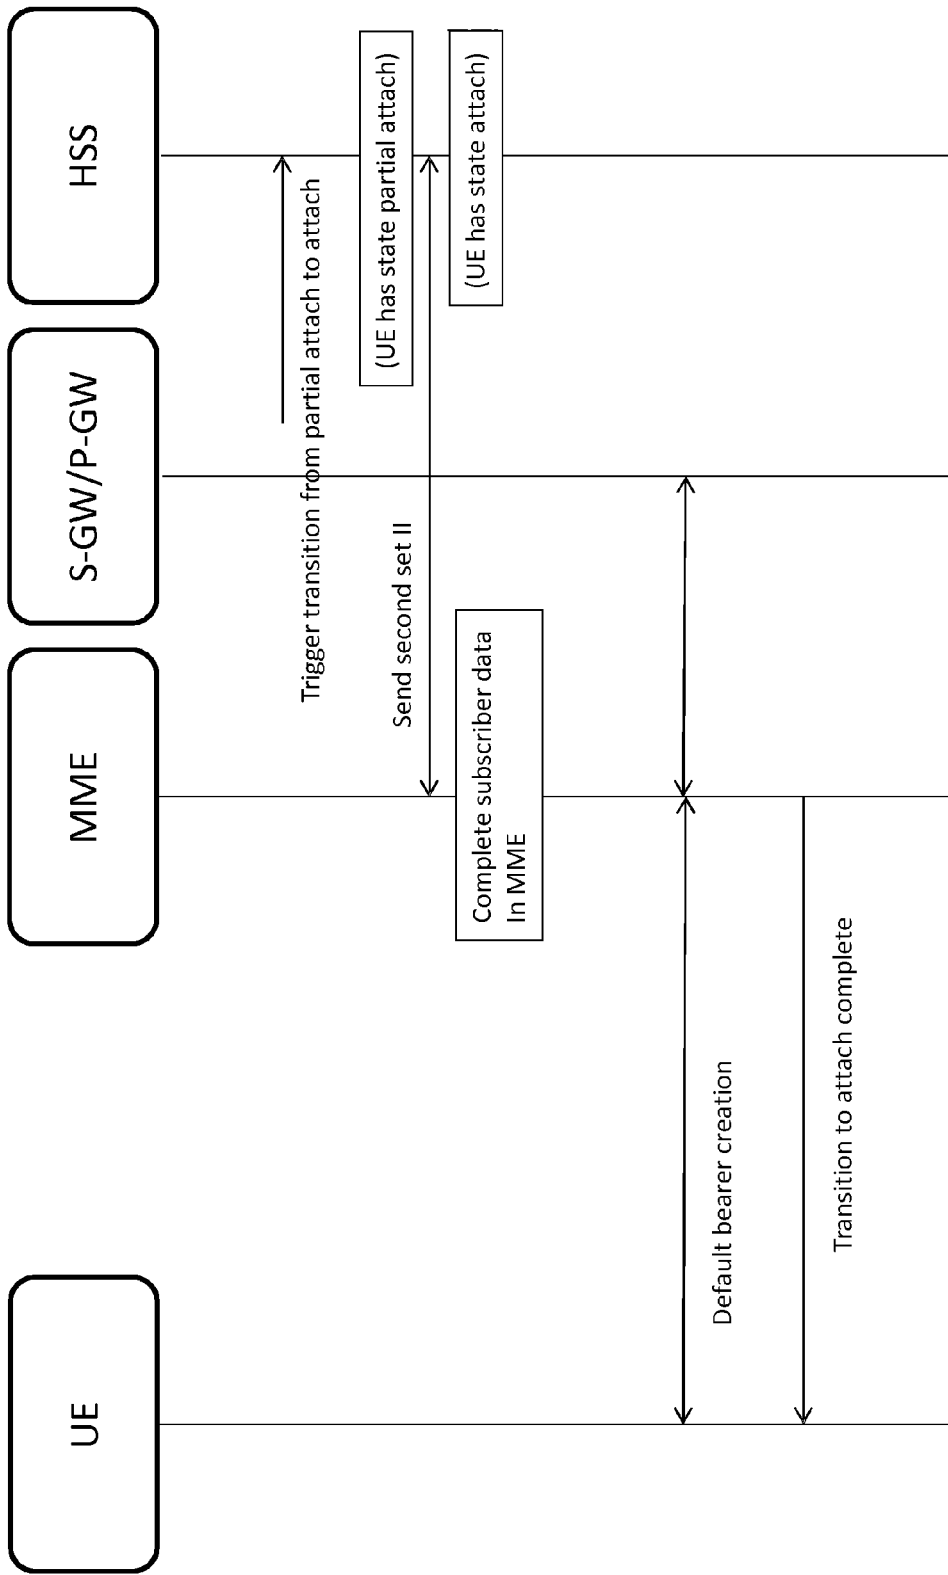 UE
MME
S-GW/P-GW
HSS
Trigger transition from partial attach to attach
(UE has state partial attach)
Send second set II
(UE has state attach)
Complete subscriber data
In MME
Default bearer creation
Transition to attach complete